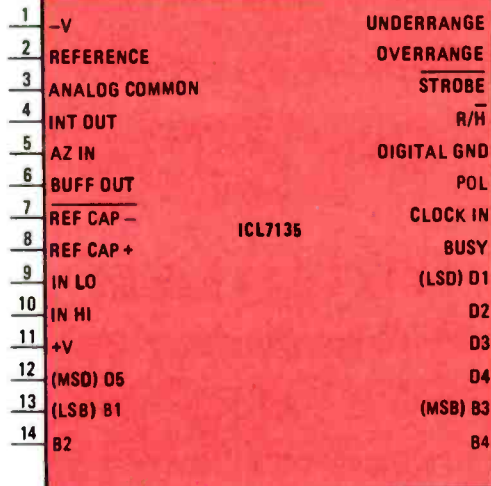 1 -V UNDERRANGE
2 REFERENCE OVERRANGE
3 ANALOG COMMON STROBE
4 INT OUT R/H
5 AZ IN DIGITAL GND
6 BUFF OUT POL
7 REF CAP – CLOCK IN
ICL7135
8 REF CAP + BUSY
9 IN LO (LSD) D1
10 IN HI D2
11 +V D3
12 (MSD) D5 D4
13 (LSB) B1 (MSB) B3
14 B2 B4